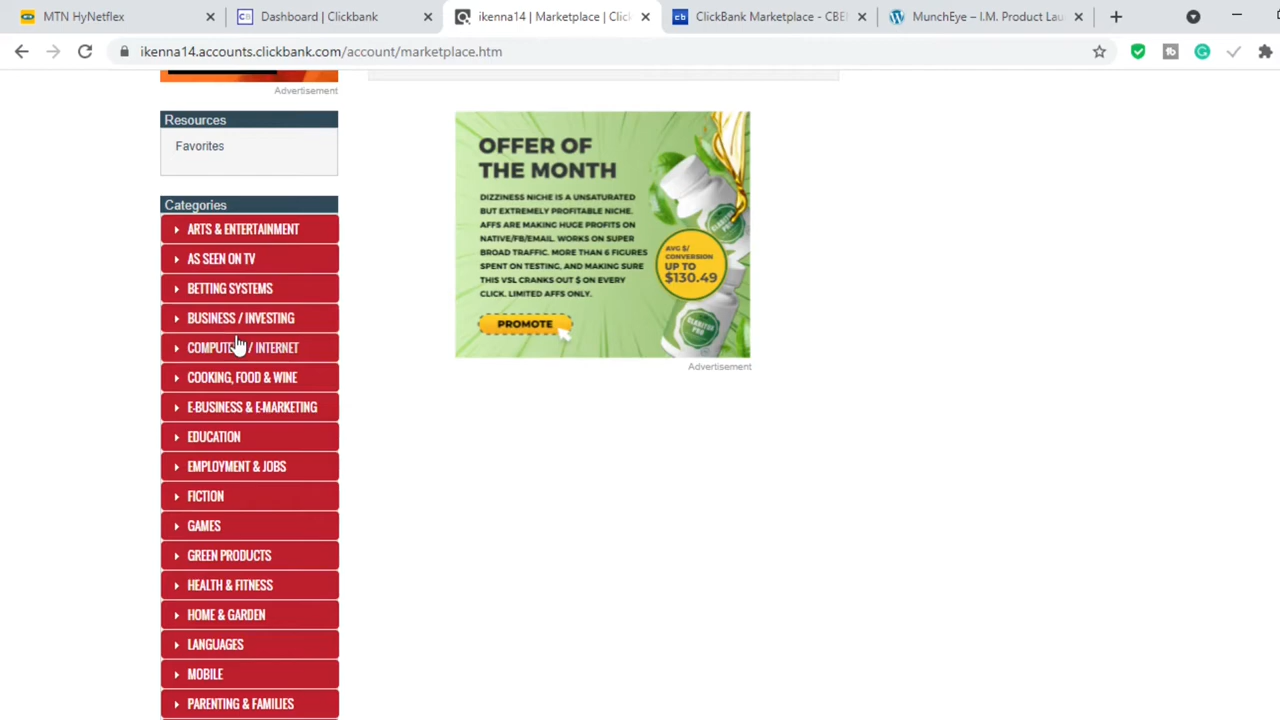 MTN HyNetflex
Dashboard | Clickbank
ikenna14 | Marketplace | Clic
ClickBank Marketplace - CBE
MunchEye – I.M. Product Lau
ikenna14.accounts.clickbank.com/account/marketplace.htm
Advertisement
Resources
Favorites
Categories
ARTS & ENTERTAINMENT
AS SEEN ON TV
BETTING SYSTEMS
BUSINESS / INVESTING
/ INTERNET
COOKING, FOOD & WINE
E-BUSINESS & E-MARKETING
EDUCATION
EMPLOYMENT & JOBS
FICTION
GAMES
GREEN PRODUCTS
HEALTH & FITNESS
HOME & GARDEN
LANGUAGES
MOBILE
PARENTING & FAMILIES
OFFER OF
THE MONTH
DIZZINESS NICHE IS A UNSATURATED
BUT EXTREMELY PROFITABLE NICHE.
AFFS ARE MAKING HUGE PROFITS ON
NATIVE/FB/EMAIL. WORKS ON SUPER
BROAD TRAFFIC. MORE THAN 6 FIGURES
SPENT ON TESTING, AND MAKING SURE
THIS VSL CRANKS OUT $ ON EVERY
CLICK. LIMITED AFFS ONLY.
AVG $/
CONVERSION
UP TO
$130.49
PROMOTE
Advertisement